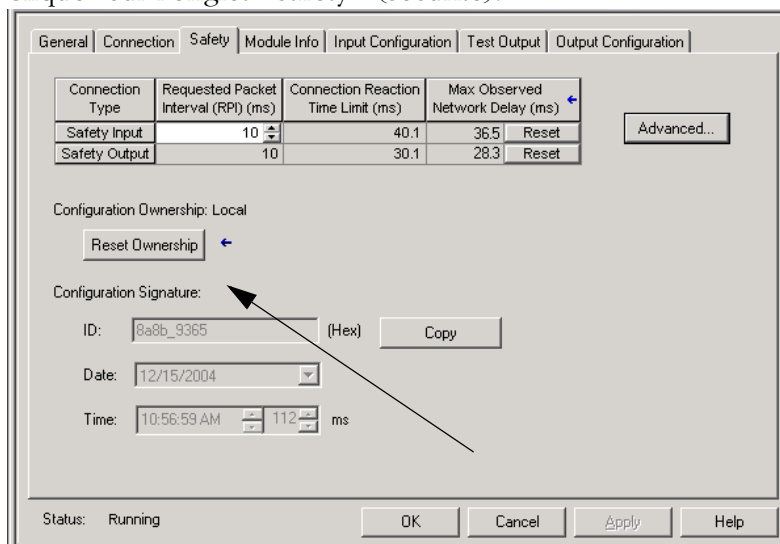 General Connection Safety Module Info Input Configuration Test Output Output Configuration
Connection Type Requested Packet Interval (RPI) (ms) Connection Reaction Time Limit (ms) Max Observed Network Delay (ms)
Safety Input 10 40.1 36.5 Reset
Safety Output 10 30.1 28.3 Reset
Advanced...
Configuration Ownership: Local
Reset Ownership
Configuration Signature:
ID: 8a8b_9365 (Hex) Copy
Date: 12/15/2004
Time: 10:56:59 AM 112 ms
Status: Running OK Cancel Apply Help